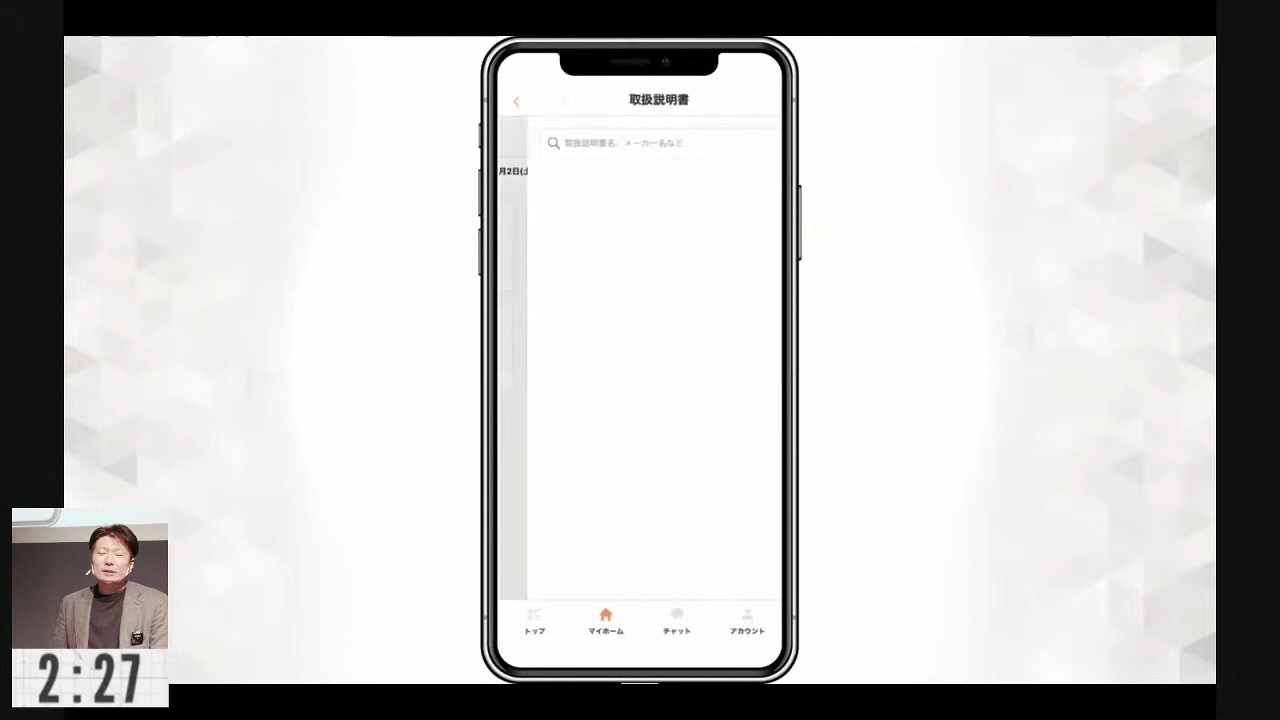 取扱説明書
取扱説明書名、メーカー名など
月2日(土
トップ
マイホーム
チャット
アカウント
2:27